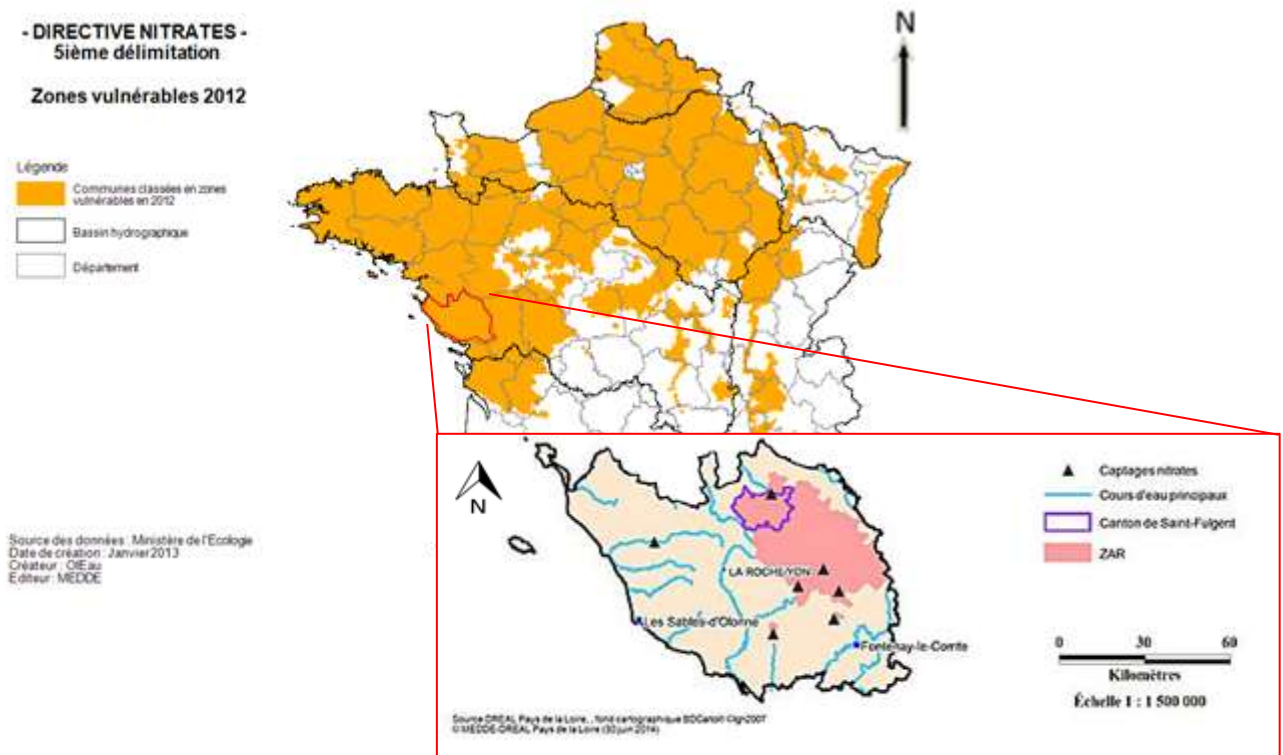 - DIRECTIVE NITRATES -
5ième délimitation
Zones vulnérables 2012
N
Légende
Communes classées en zones
vulnérables en 2012
Bassin hydrographique
Département
Source des données : Ministère de l'Ecologie
Date de création : Janvier 2013
Créateur : OIEau
Editeur : MEDDE
N
Captages nitrates
Cours d'eau principaux
Canton de Saint-Fulgent
ZAR
LA ROCHE/YON
Les Sables-d'Olonne
Fontenay-le-Comte
0 30 60
Kilomètres
Échelle 1 : 1 500 000
Source DREAL Pays de la Loire, , fond cartographique BDCarto® ©Ign2007
© MEDDE-DREAL Pays de la Loire (30 juin 2014)